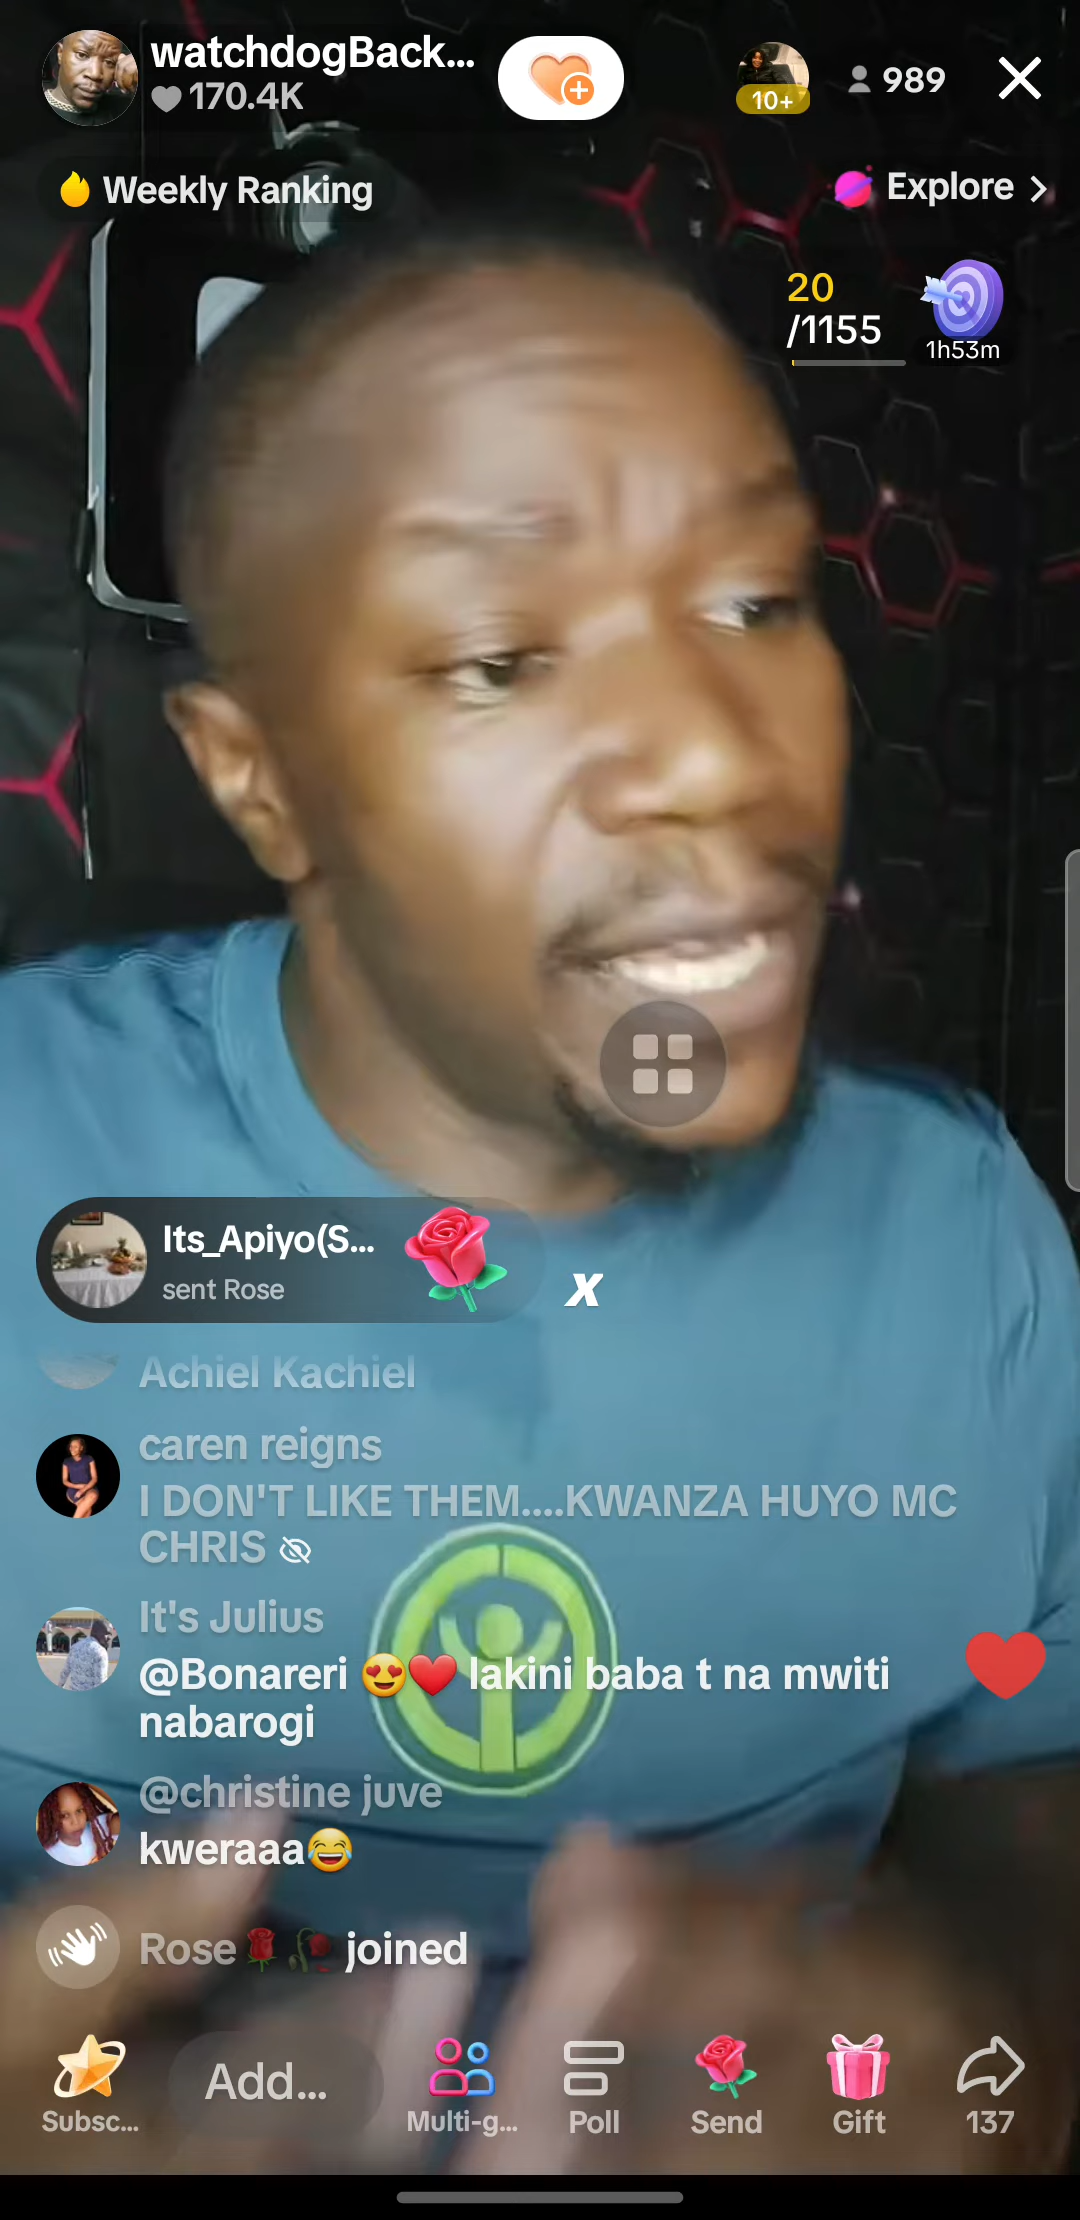 watchdogBack...
170.4K
10+
989
Weekly Ranking
Explore >
20
/1155
1h53m
Its_Apiyo(S...
sent Rose
x
Achiel Kachiel
caren reigns
I DON'T LIKE THEM....KWANZA HUYO MC
CHRIS
It's Julius
@Bonareri 😍❤️ lakini baba t na mwiti
nabarogi
@christine juve
kweraaa😂
Rose🌹🥀 joined
Subsc...
Add...
Multi-g...
Poll
Send
Gift
137